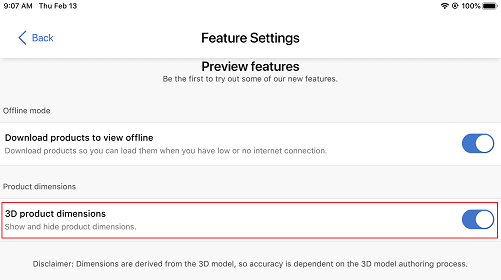 9:07 AM Thu Feb 13 100%
Back Feature Settings
Preview features
Be the first to try out some of our new features.
Offline mode
Download products to view offline
Download products so you can load them when you have low or no internet connection.
Product dimensions
3D product dimensions
Show and hide product dimensions.
Disclaimer: Dimensions are derived from the 3D model, so accuracy is dependent on the 3D model authoring process.